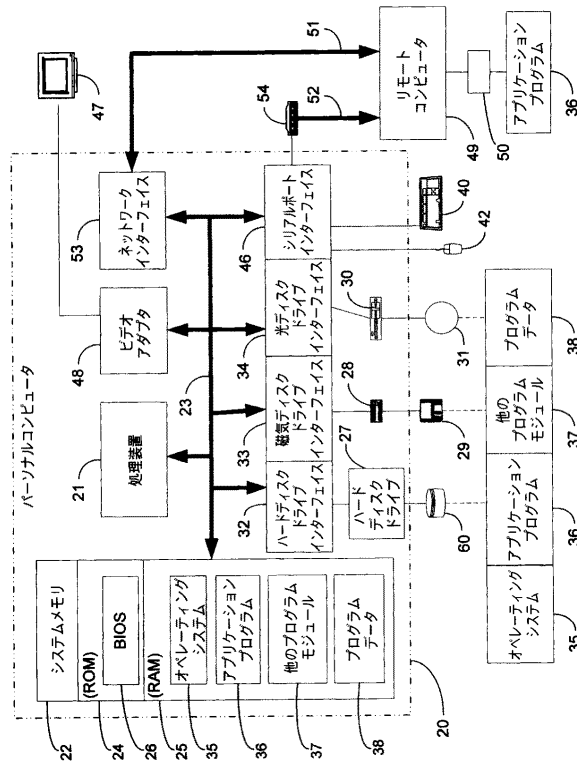 パーソナルコンピュータ
システムメモリ
22
(ROM)
24
BIOS
26
(RAM)
25
オペレーティング
システム
35
アプリケーション
プログラム
36
他のプログラム
モジュール
37
プログラム
データ
38
20
処理装置
21
23
ビデオ
アダプタ
48
ネットワーク
インターフェイス
53
47
ハードディスク
ドライブ
インターフェイス
32
磁気ディスク
ドライブ
インターフェイス
33
光ディスク
ドライブ
インターフェイス
34
シリアルポート
インターフェイス
46
54
51
52
ハード
ディスク
ドライブ
27
28
30
60
29
31
42
40
リモート
コンピュータ
49
50
アプリケーション
プログラム
36
オペレーティング
システム
35
アプリケーション
プログラム
36
他の
プログラム
モジュール
37
プログラム
データ
38